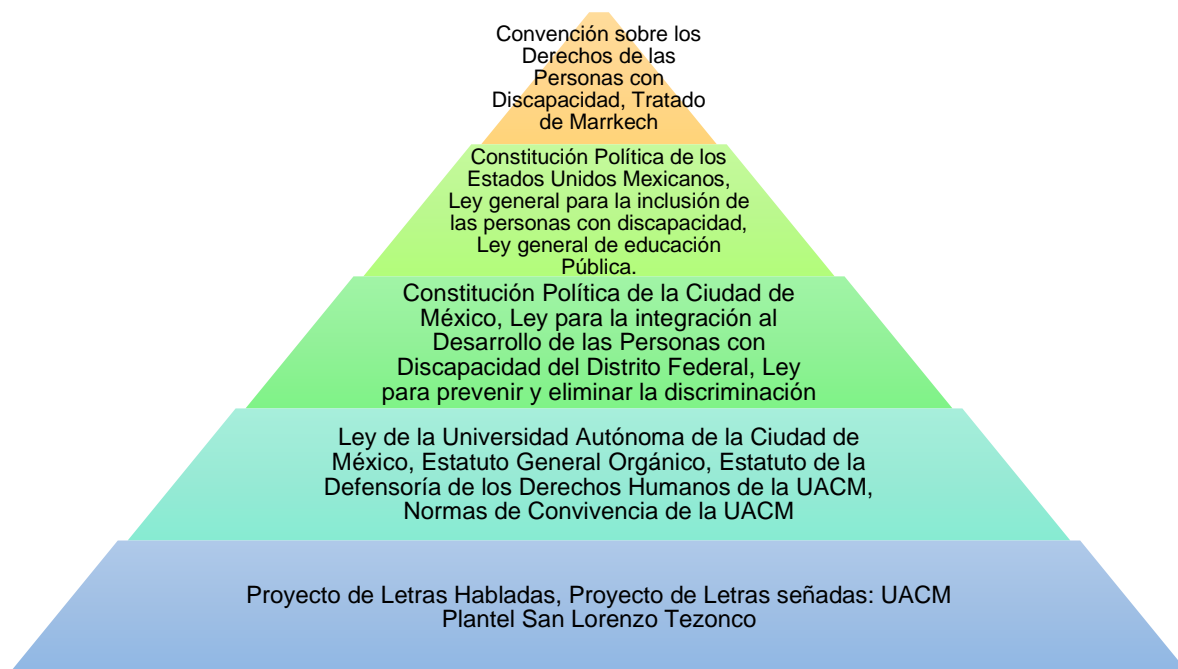 Convención sobre los
Derechos de las
Personas con
Discapacidad, Tratado
de Marrkech
Constitución Política de los
Estados Unidos Mexicanos,
Ley general para la inclusión de
las personas con discapacidad,
Ley general de educación
Pública.
Constitución Política de la Ciudad de
México, Ley para la integración al
Desarrollo de las Personas con
Discapacidad del Distrito Federal, Ley
para prevenir y eliminar la discriminación
Ley de la Universidad Autónoma de la Ciudad de
México, Estatuto General Orgánico, Estatuto de la
Defensoría de los Derechos Humanos de la UACM,
Normas de Convivencia de la UACM
Proyecto de Letras Habladas, Proyecto de Letras señadas: UACM
Plantel San Lorenzo Tezonco